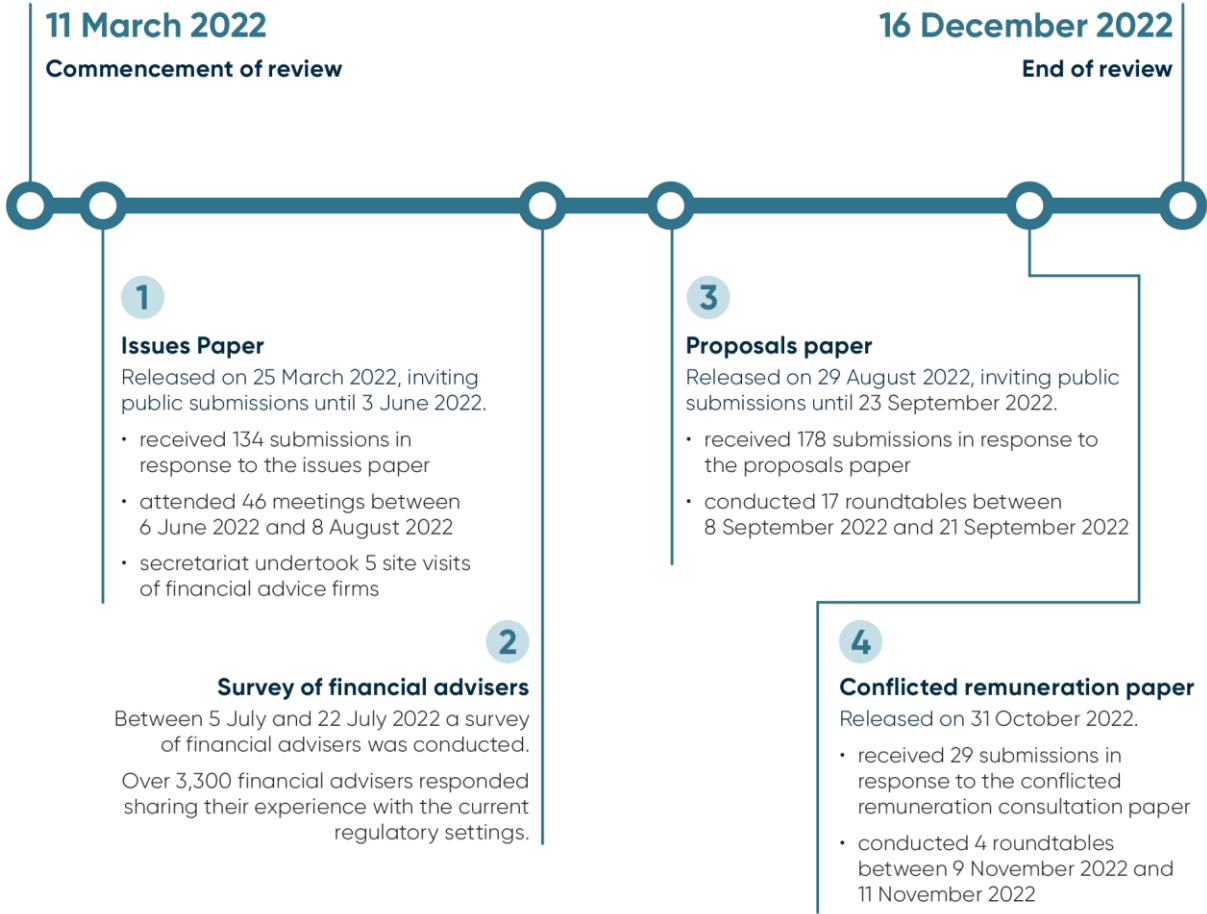 11 March 2022
Commencement of review
16 December 2022
End of review
1
Issues Paper
Released on 25 March 2022, inviting
public submissions until 3 June 2022.
• received 134 submissions in
response to the issues paper
• attended 46 meetings between
6 June 2022 and 8 August 2022
• secretariat undertook 5 site visits
of financial advice firms
2
Survey of financial advisers
Between 5 July and 22 July 2022 a survey
of financial advisers was conducted.
Over 3,300 financial advisers responded
sharing their experience with the current
regulatory settings.
3
Proposals paper
Released on 29 August 2022, inviting public
submissions until 23 September 2022.
• received 178 submissions in response to
the proposals paper
• conducted 17 roundtables between
8 September 2022 and 21 September 2022
4
Conflicted remuneration paper
Released on 31 October 2022.
• received 29 submissions in
response to the conflicted
remuneration consultation paper
• conducted 4 roundtables
between 9 November 2022 and
11 November 2022